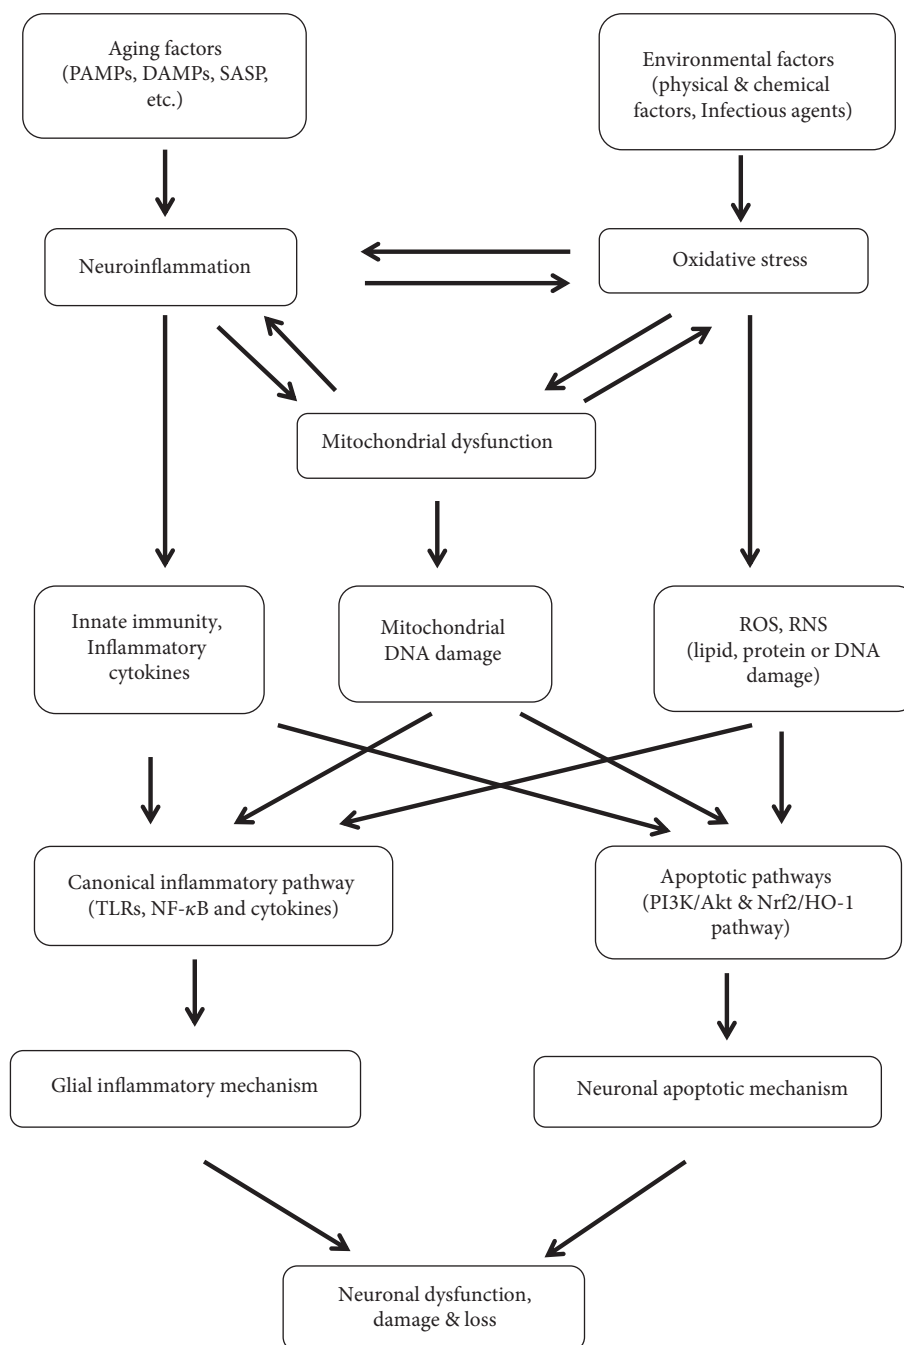 Aging factors
(PAMPs, DAMPs, SASP,
etc.)
Environmental factors
(physical & chemical
factors, Infectious agents)
Neuroinflammation
Oxidative stress
Mitochondrial dysfunction
Innate immunity,
Inflammatory
cytokines
Mitochondrial
DNA damage
ROS, RNS
(lipid, protein or DNA
damage)
Canonical inflammatory pathway
(TLRs, NF-κB and cytokines)
Apoptotic pathways
(PI3K/Akt & Nrf2/HO-1
pathway)
Glial inflammatory mechanism
Neuronal apoptotic mechanism
Neuronal dysfunction,
damage & loss